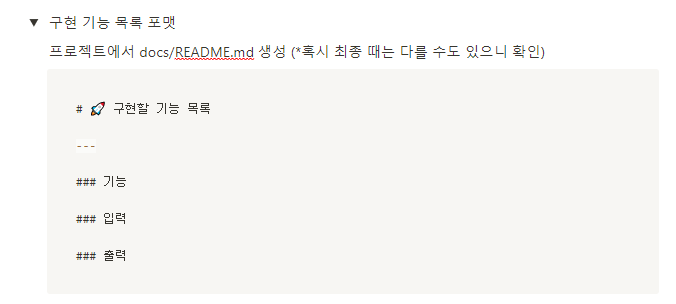 ▼ 구현 기능 목록 포맷
프로젝트에서 docs/README.md 생성 (*혹시 최종 때는 다를 수도 있으니 확인)
# 🚀 구현할 기능 목록
---
### 기능
### 입력
### 출력